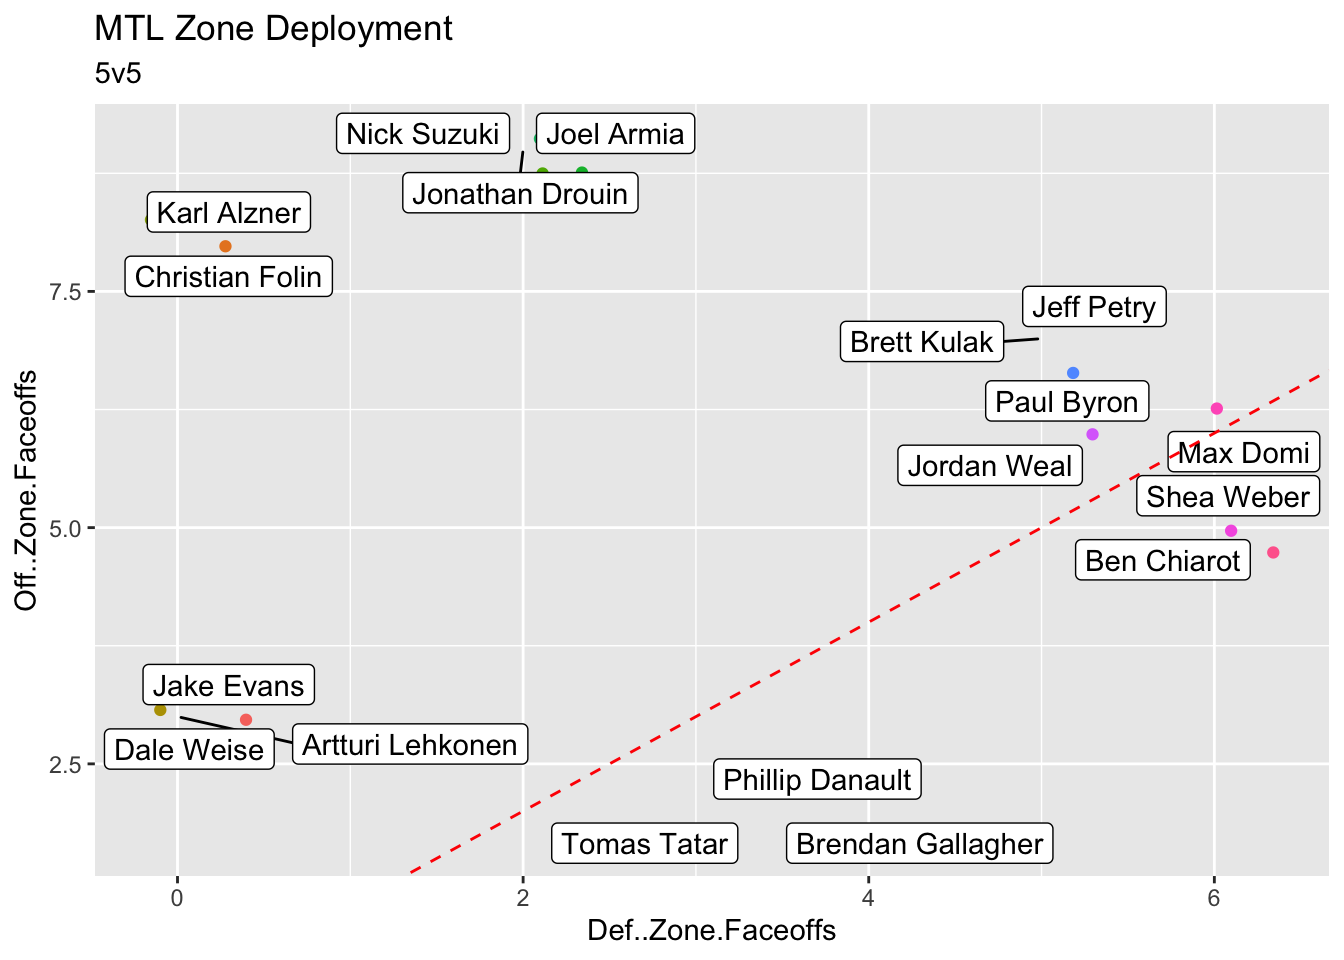 MTL Zone Deployment
5v5
Nick Suzuki
Joel Armia
Jonathan Drouin
Karl Alzner
Christian Folin
7.5
Jeff Petry
Brett Kulak
Paul Byron
Max Domi
Jordan Weal
Shea Weber
5.0
Ben Chiarot
Off..Zone.Faceoffs
Jake Evans
Artturi Lehkonen
Dale Weise
2.5
Phillip Danault
Tomas Tatar
Brendan Gallagher
0
2
4
6
Def..Zone.Faceoffs